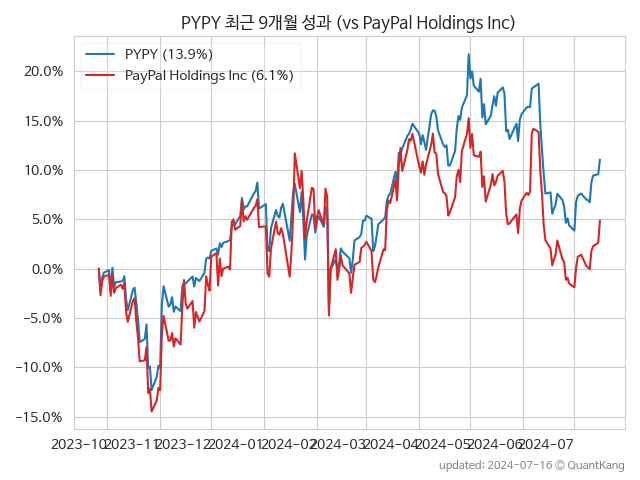 PYPY 최근 9개월 성과 (vs PayPal Holdings Inc)
PYPY (13.9%)
PayPal Holdings Inc (6.1%)
20.0%
15.0%
10.0%
5.0%
0.0%
−5.0%
−10.0%
−15.0%
2023−10 2023−11 2023−12 2024−01 2024−02 2024−03 2024−04 2024−05 2024−06 2024−07
updated: 2024-07-16 © QuantKang